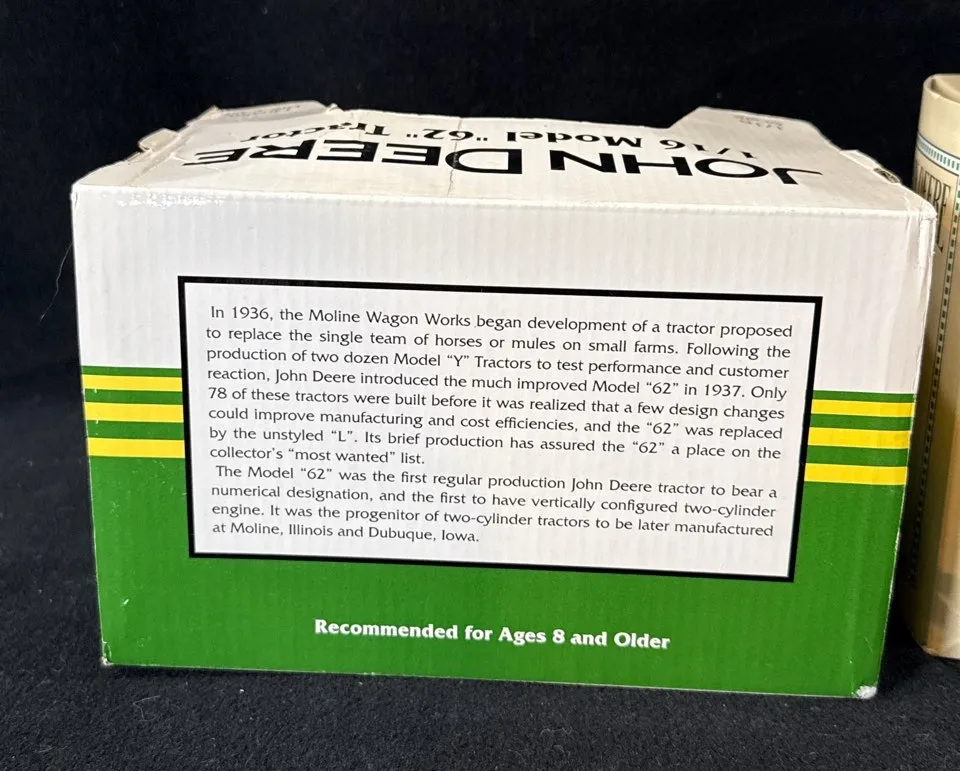 JOHN DEERE
1/16 Model "62" Tractor
In 1936, the Moline Wagon Works began development of a tractor proposed
to replace the single team of horses or mules on small farms. Following the
production of two dozen Model "Y" Tractors to test performance and customer
reaction, John Deere introduced the much improved Model "62" in 1937. Only
78 of these tractors were built before it was realized that a few design changes
could improve manufacturing and cost efficiencies, and the "62" was replaced
by the unstyled "L". Its brief production has assured the "62" a place on the
collector's "most wanted" list.
The Model "62" was the first regular production John Deere tractor to bear a
numerical designation, and the first to have vertically configured two-cylinder
engine. It was the progenitor of two-cylinder tractors to be later manufactured
at Moline, Illinois and Dubuque, Iowa.
Recommended for Ages 8 and Older